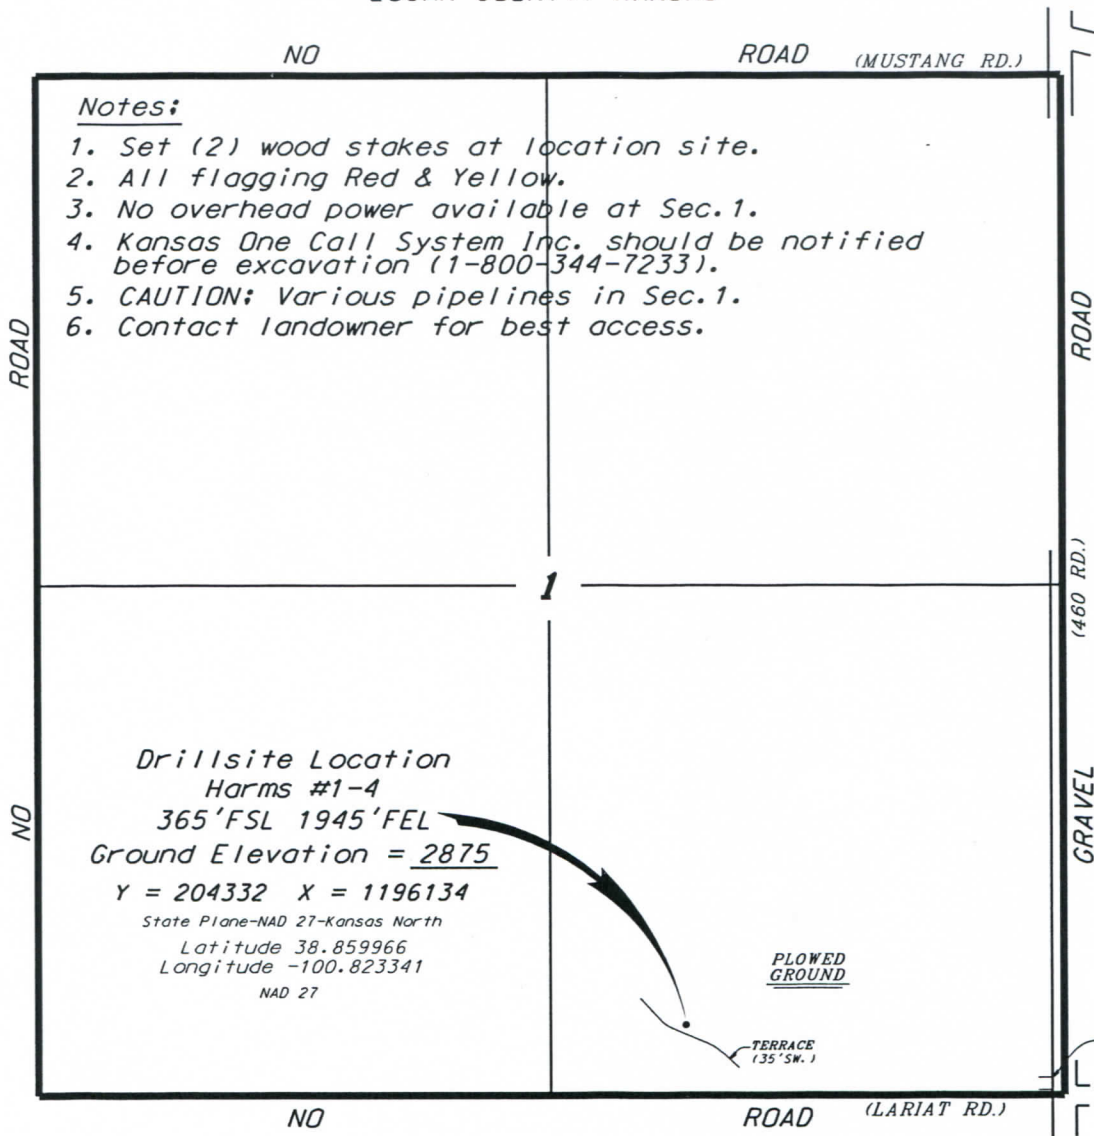 NO ROAD (MUSTANG RD.)
Notes:
1. Set (2) wood stakes at location site.
2. All flagging Red & Yellow.
3. No overhead power available at Sec.1.
4. Kansas One Call System Inc. should be notified
before excavation (1-800-344-7233).
5. CAUTION: Various pipelines in Sec.1.
6. Contact landowner for best access.
ROAD
ROAD
1
(460 RD.)
Drillsite Location
Harms #1-4
365'FSL 1945'FEL
Ground Elevation = 2875
Y = 204332 X = 1196134
State Plane-NAD 27-Kansas North
Latitude 38.859966
Longitude -100.823341
NAD 27
NO
GRAVEL
PLOWED
GROUND
TERRACE
(35'SW.)
NO ROAD (LARIAT RD.)